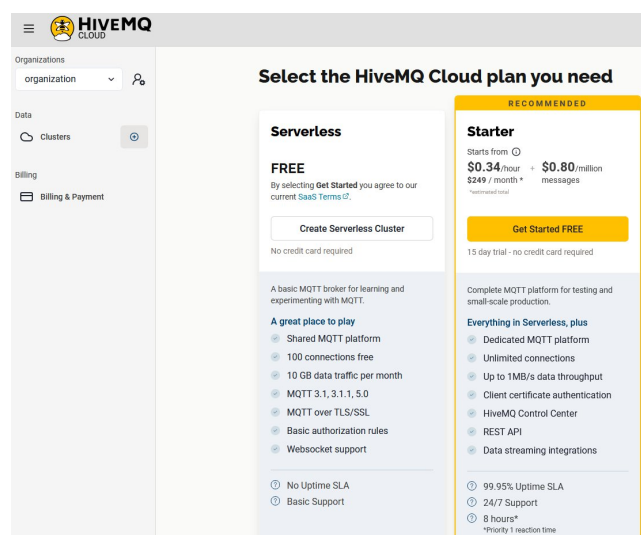 HIVEMQ
CLOUD
Organizations
organization
Data
Clusters
Billing
Billing & Payment
Select the HiveMQ Cloud plan you need
Serverless
FREE
By selecting Get Started you agree to our
current SaaS Terms.
Create Serverless Cluster
No credit card required
A basic MQTT broker for learning and
experimenting with MQTT.
A great place to play
Shared MQTT platform
100 connections free
10 GB data traffic per month
MQTT 3.1, 3.1.1, 5.0
MQTT over TLS/SSL
Basic authorization rules
Websocket support
No Uptime SLA
Basic Support
RECOMMENDED
Starter
Starts from
$0.34/hour + $0.80/million
$249 / month * messages
*estimated total
Get Started FREE
15 day trial - no credit card required
Complete MQTT platform for testing and
small-scale production.
Everything in Serverless, plus
Dedicated MQTT platform
Unlimited connections
Up to 1MB/s data throughput
Client certificate authentication
HiveMQ Control Center
REST API
Data streaming integrations
99.95% Uptime SLA
24/7 Support
8 hours*
*Priority 1 reaction time